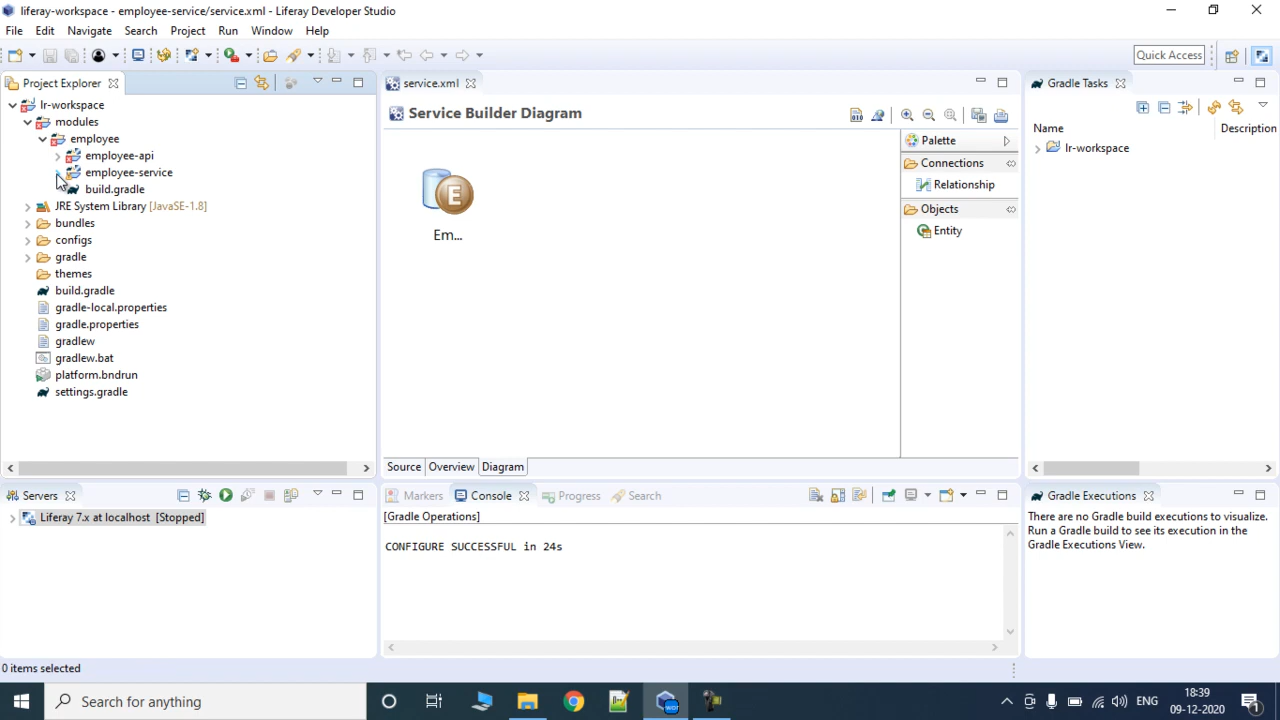 liferay-workspace - employee-service/service.xml - Liferay Developer Studio
File Edit Navigate Search Project Run Window Help
Quick Access
Project Explorer
lr-workspace
modules
employee
employee-api
employee-service
build.gradle
JRE System Library [JavaSE-1.8]
bundles
configs
gradle
themes
build.gradle
gradle-local.properties
gradle.properties
gradlew
gradlew.bat
platform.bndrun
settings.gradle
service.xml
Service Builder Diagram
E
Em...
Palette
Connections
Relationship
Objects
Entity
Source Overview Diagram
Gradle Tasks
Name Description
lr-workspace
Servers
Liferay 7.x at localhost [Stopped]
Markers Console Progress Search
[Gradle Operations]
CONFIGURE SUCCESSFUL in 24s
Gradle Executions
There are no Gradle build executions to visualize.
Run a Gradle build to see its execution in the
Gradle Executions View.
0 items selected
Search for anything
ENG
18:39
09-12-2020
1